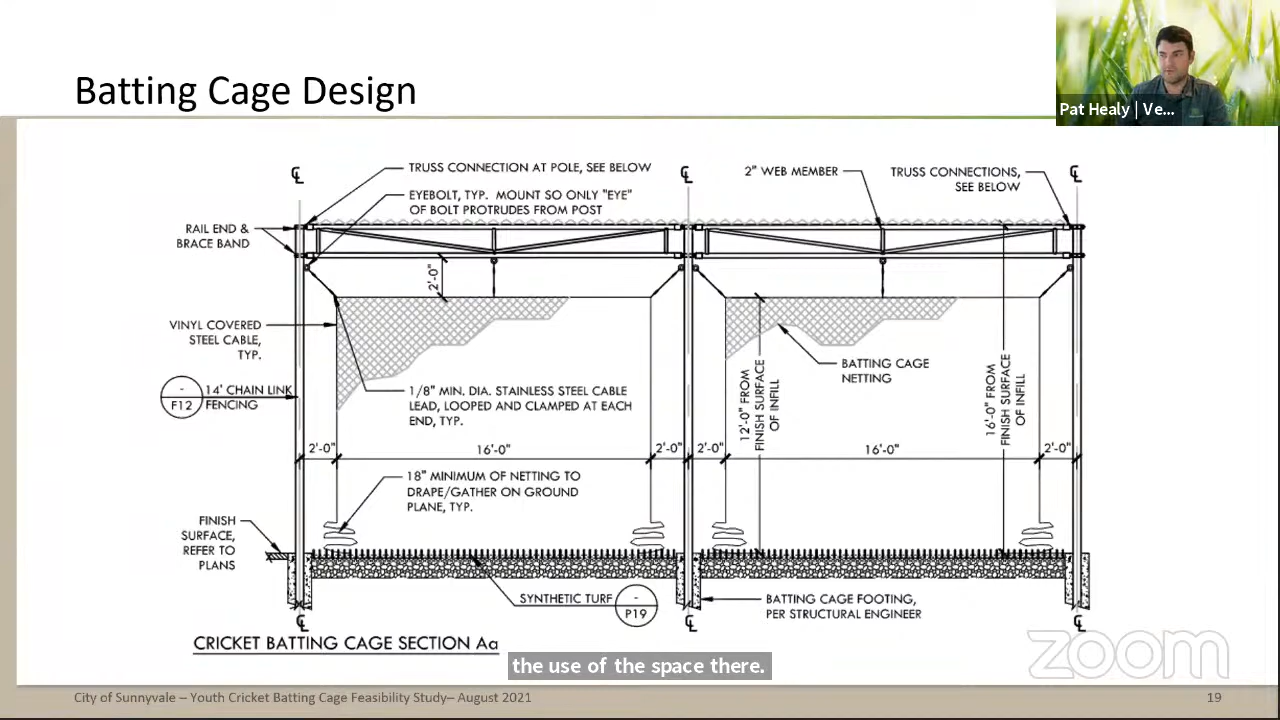 Batting Cage Design
Pat Healy | Ve...
TRUSS CONNECTION AT POLE, SEE BELOW
EYEBOLT, TYP. MOUNT SO ONLY "EYE"
OF BOLT PROTRUDES FROM POST
2" WEB MEMBER
TRUSS CONNECTIONS,
SEE BELOW
RAIL END &
BRACE BAND
2'-0"
VINYL COVERED
STEEL CABLE,
TYP.
-
F12
14' CHAIN LINK
FENCING
1/8" MIN. DIA. STAINLESS STEEL CABLE
LEAD, LOOPED AND CLAMPED AT EACH
END, TYP.
BATTING CAGE
NETTING
12'-0" FROM
FINISH SURFACE
OF INFILL
16'-0" FROM
FINISH SURFACE
OF INFILL
2'-0" 16'-0" 2'-0" 2'-0" 16'-0" 2'-0"
18" MINIMUM OF NETTING TO
DRAPE/GATHER ON GROUND
PLANE, TYP.
FINISH
SURFACE,
REFER TO
PLANS
SYNTHETIC TURF
-
P19
BATTING CAGE FOOTING,
PER STRUCTURAL ENGINEER
CRICKET BATTING CAGE SECTION Aa
zoom
the use of the space there.
City of Sunnyvale – Youth Cricket Batting Cage Feasibility Study– August 2021
19